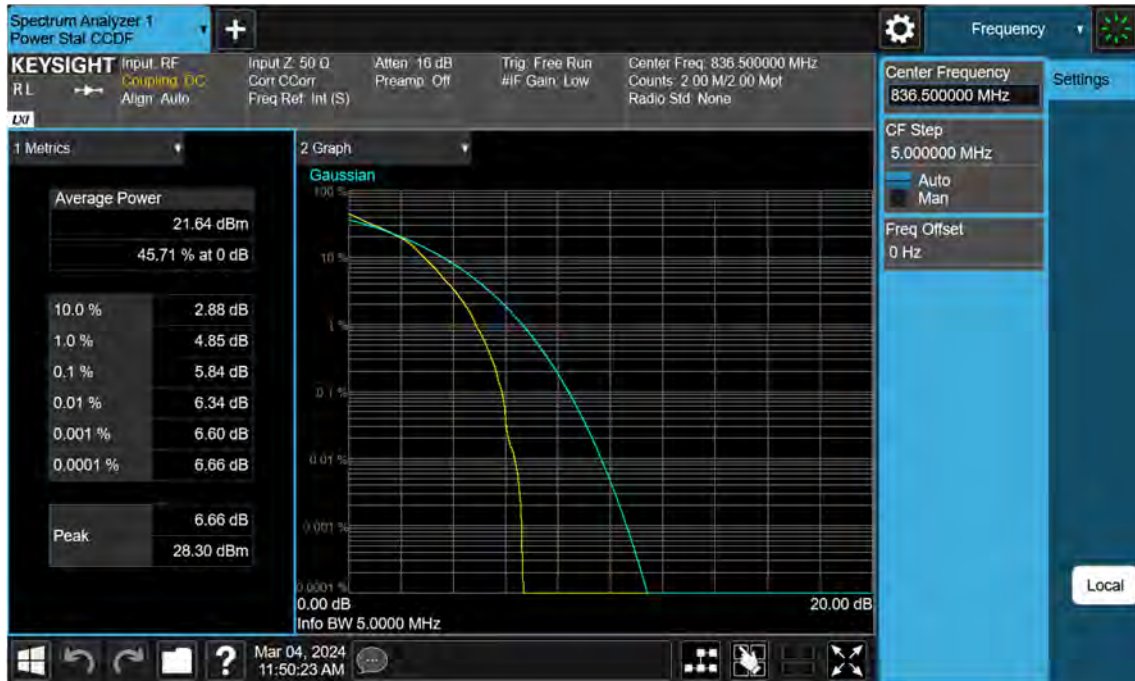 Spectrum Analyzer 1
Power Stat CCDF
+
Frequency
KEYSIGHT
R L
LXI
Input: RF
Coupling: DC
Align: Auto
Input Z: 50 Ω
Corr CCorr
Freq Ref: Int (S)
Atten: 16 dB
Preamp: Off
Trig: Free Run
#IF Gain: Low
Center Freq: 836.500000 MHz
Counts: 2.00 M/2.00 Mpt
Radio Std: None
Center Frequency
836.500000 MHz
Settings
CF Step
5.000000 MHz
Auto
Man
Freq Offset
0 Hz
1 Metrics
Average Power
21.64 dBm
45.71 % at 0 dB
10.0 % 2.88 dB
1.0 % 4.85 dB
0.1 % 5.84 dB
0.01 % 6.34 dB
0.001 % 6.60 dB
0.0001 % 6.66 dB
Peak
6.66 dB
28.30 dBm
2 Graph
Gaussian
100 %
10 %
1 %
0.1 %
0.01 %
0.001 %
0.0001 %
0.00 dB
20.00 dB
Info BW 5.0000 MHz
Local
?
Mar 04, 2024
11:50:23 AM